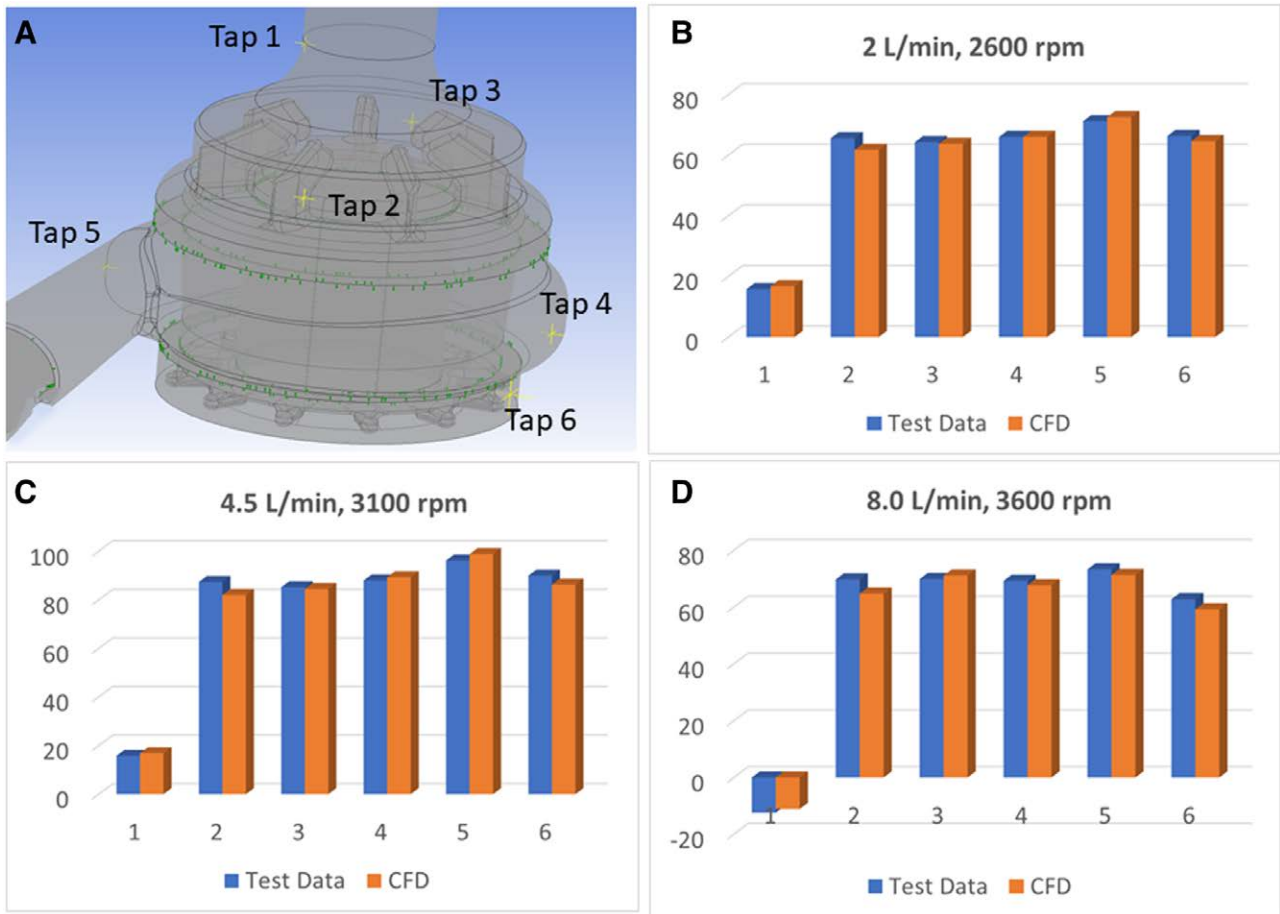 A
Tap 1
Tap 3
Tap 2
Tap 5
Tap 4
Tap 6
B
2 L/min, 2600 rpm
80
60
40
20
0
1 2 3 4 5 6
Test Data CFD
C
4.5 L/min, 3100 rpm
100
80
60
40
20
0
1 2 3 4 5 6
Test Data CFD
D
8.0 L/min, 3600 rpm
80
60
40
20
0
1 2 3 4 5 6
-20
Test Data CFD